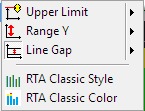 Upper Limit
Range Y
Line Gap
RTA Classic Style
RTA Classic Color